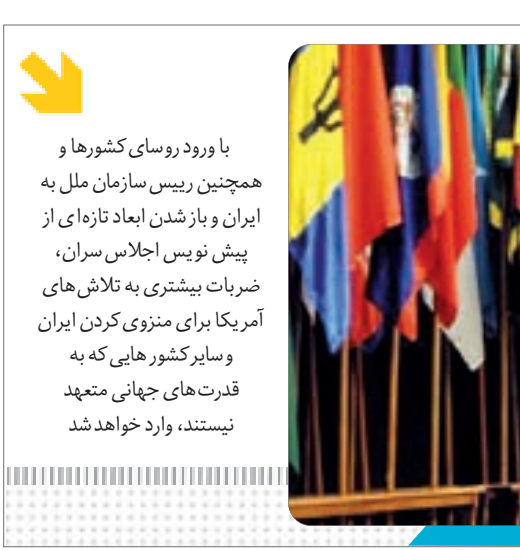 با ورود روسای کشورها و
همچنین رییس سازمان ملل به
ایران و باز شدن ابعاد تازه‌ای از
پیش نویس اجلاس سران،
ضربات بیشتری به تلاش‌های
آمریکا برای منزوی کردن ایران
و سایر کشور هایی که به
قدرت‌های جهانی متعهد
نیستند، وارد خواهد شد